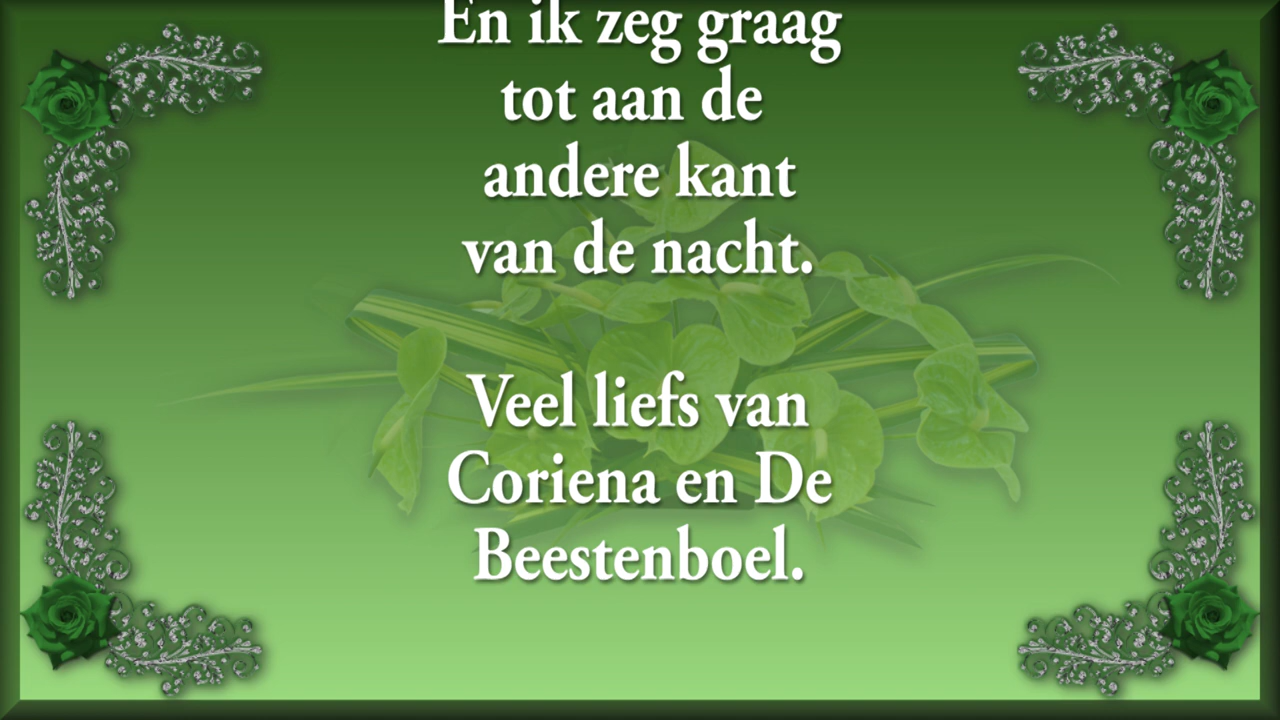 En ik zeg graag
tot aan de
andere kant
van de nacht.
Veel liefs van
Coriena en De
Beestenboel.